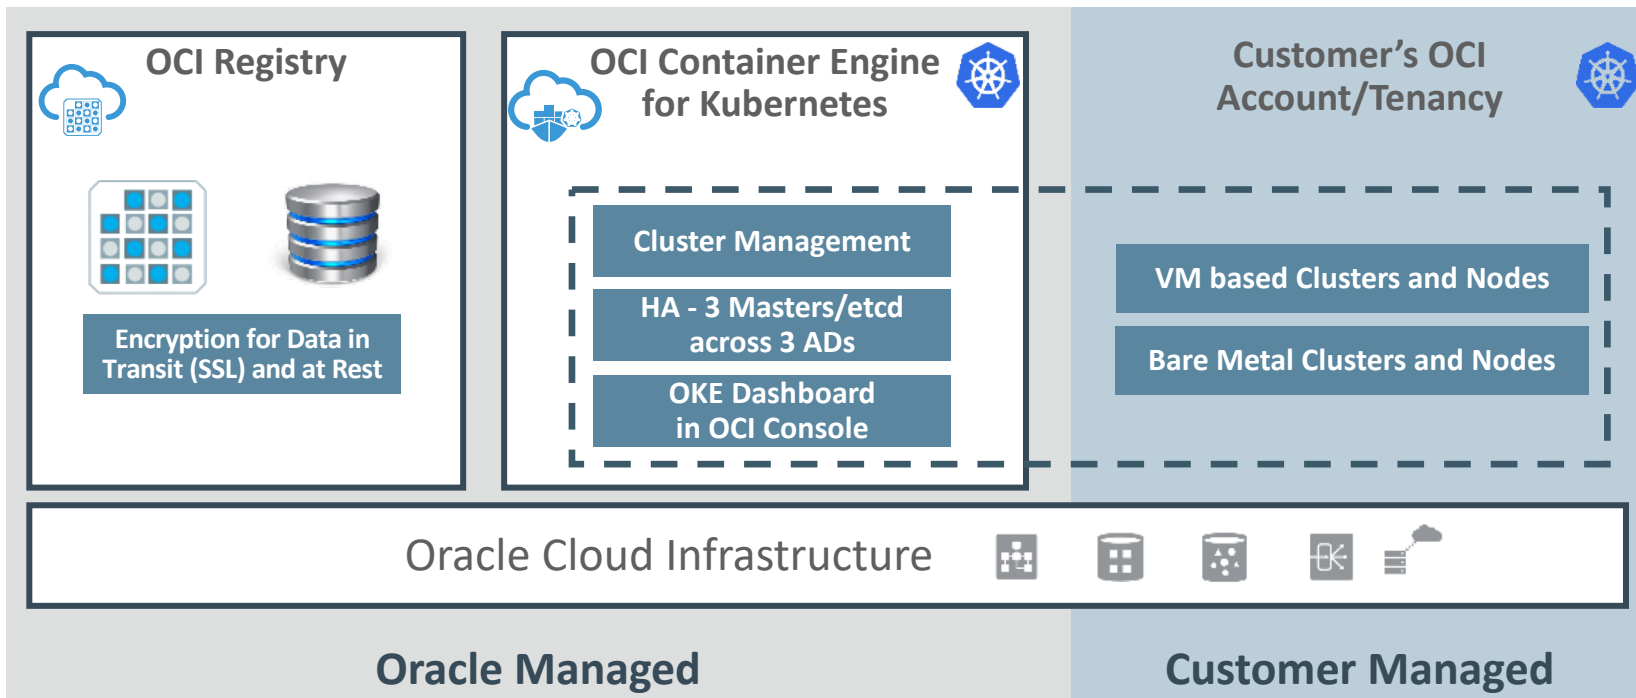 OCI Registry
Encryption for Data in
Transit (SSL) and at Rest
OCI Container Engine
for Kubernetes
Cluster Management
HA - 3 Masters/etcd
across 3 ADs
OKE Dashboard
in OCI Console
Customer’s OCI
Account/Tenancy
VM based Clusters and Nodes
Bare Metal Clusters and Nodes
Oracle Cloud Infrastructure
Oracle Managed
Customer Managed